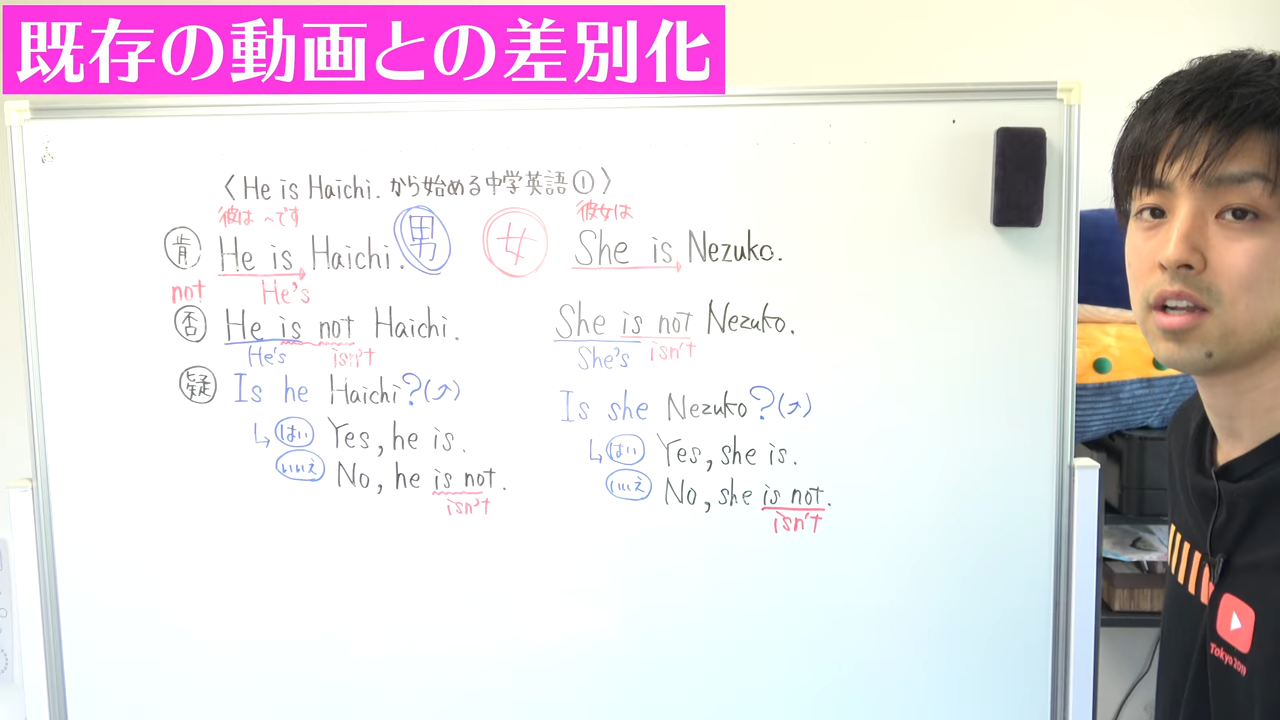 既存の動画との差別化
〈 He is Haichi. から始める中学英語① 〉
彼は 〜です
肯 He is Haichi. 男
not He's
否 He is not Haichi.
He's isn't
疑 Is he Haichi?(↗)
↳ はい Yes, he is.
いいえ No, he is not.
isn't
彼女は
女 She is Nezuko.
She is not Nezuko.
She's isn't
Is she Nezuko?(↗)
↳ はい Yes, she is.
いいえ No, she is not.
isn't
Tokyo 2019